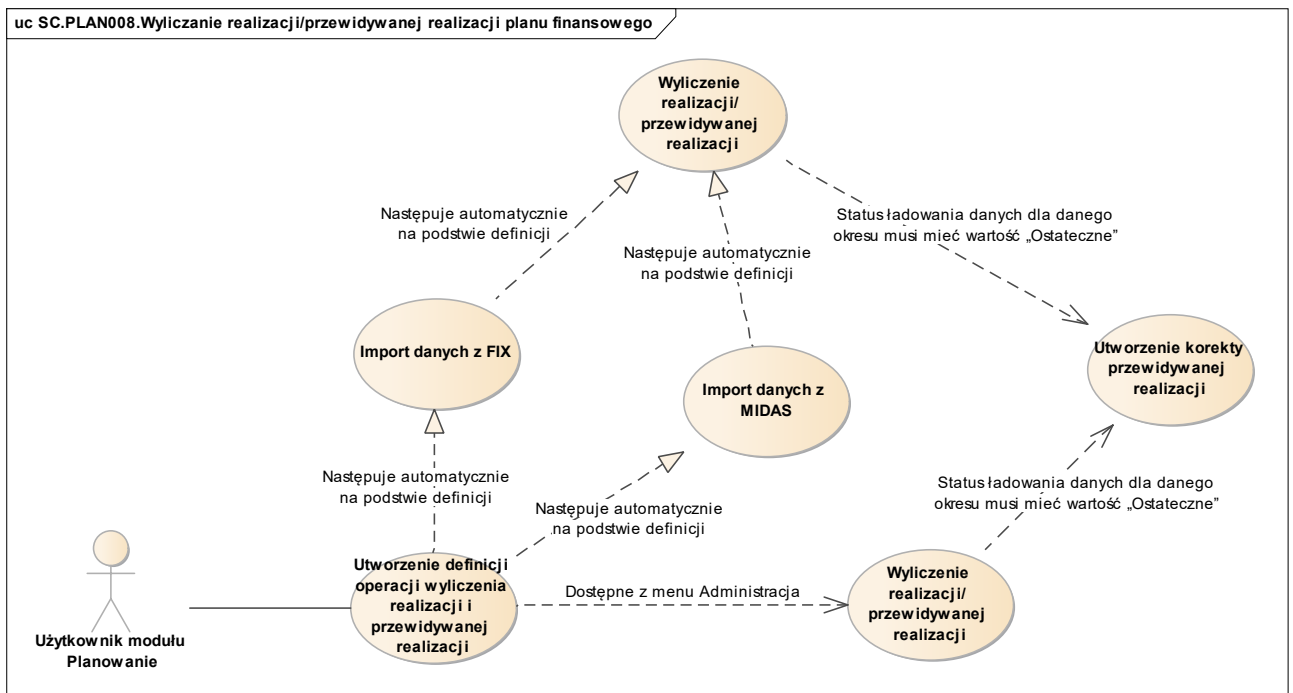 uc SC.PLAN008.Wyliczanie realizacji/przewidywanej realizacji planu finansowego
Wyliczenie
realizacji/
przewidywanej
realizacji
Następuje automatycznie
na podstwie definicji
Następuje automatycznie
na podstwie definicji
Status ładowania danych dla danego
okresu musi mieć wartość „Ostateczne”
Import danych z FIX
Import danych z
MIDAS
Utworzenie korekty
przewidywanej
realizacji
Następuje automatycznie
na podstwie definicji
Następuje automatycznie
na podstwie definicji
Status ładowania danych dla danego
okresu musi mieć wartość „Ostateczne”
Użytkownik modułu
Planowanie
Utworzenie definicji
operacji wyliczenia
realizacji i
przewidywanej
realizacji
Dostępne z menu Administracja
Wyliczenie
realizacji/
przewidywanej
realizacji